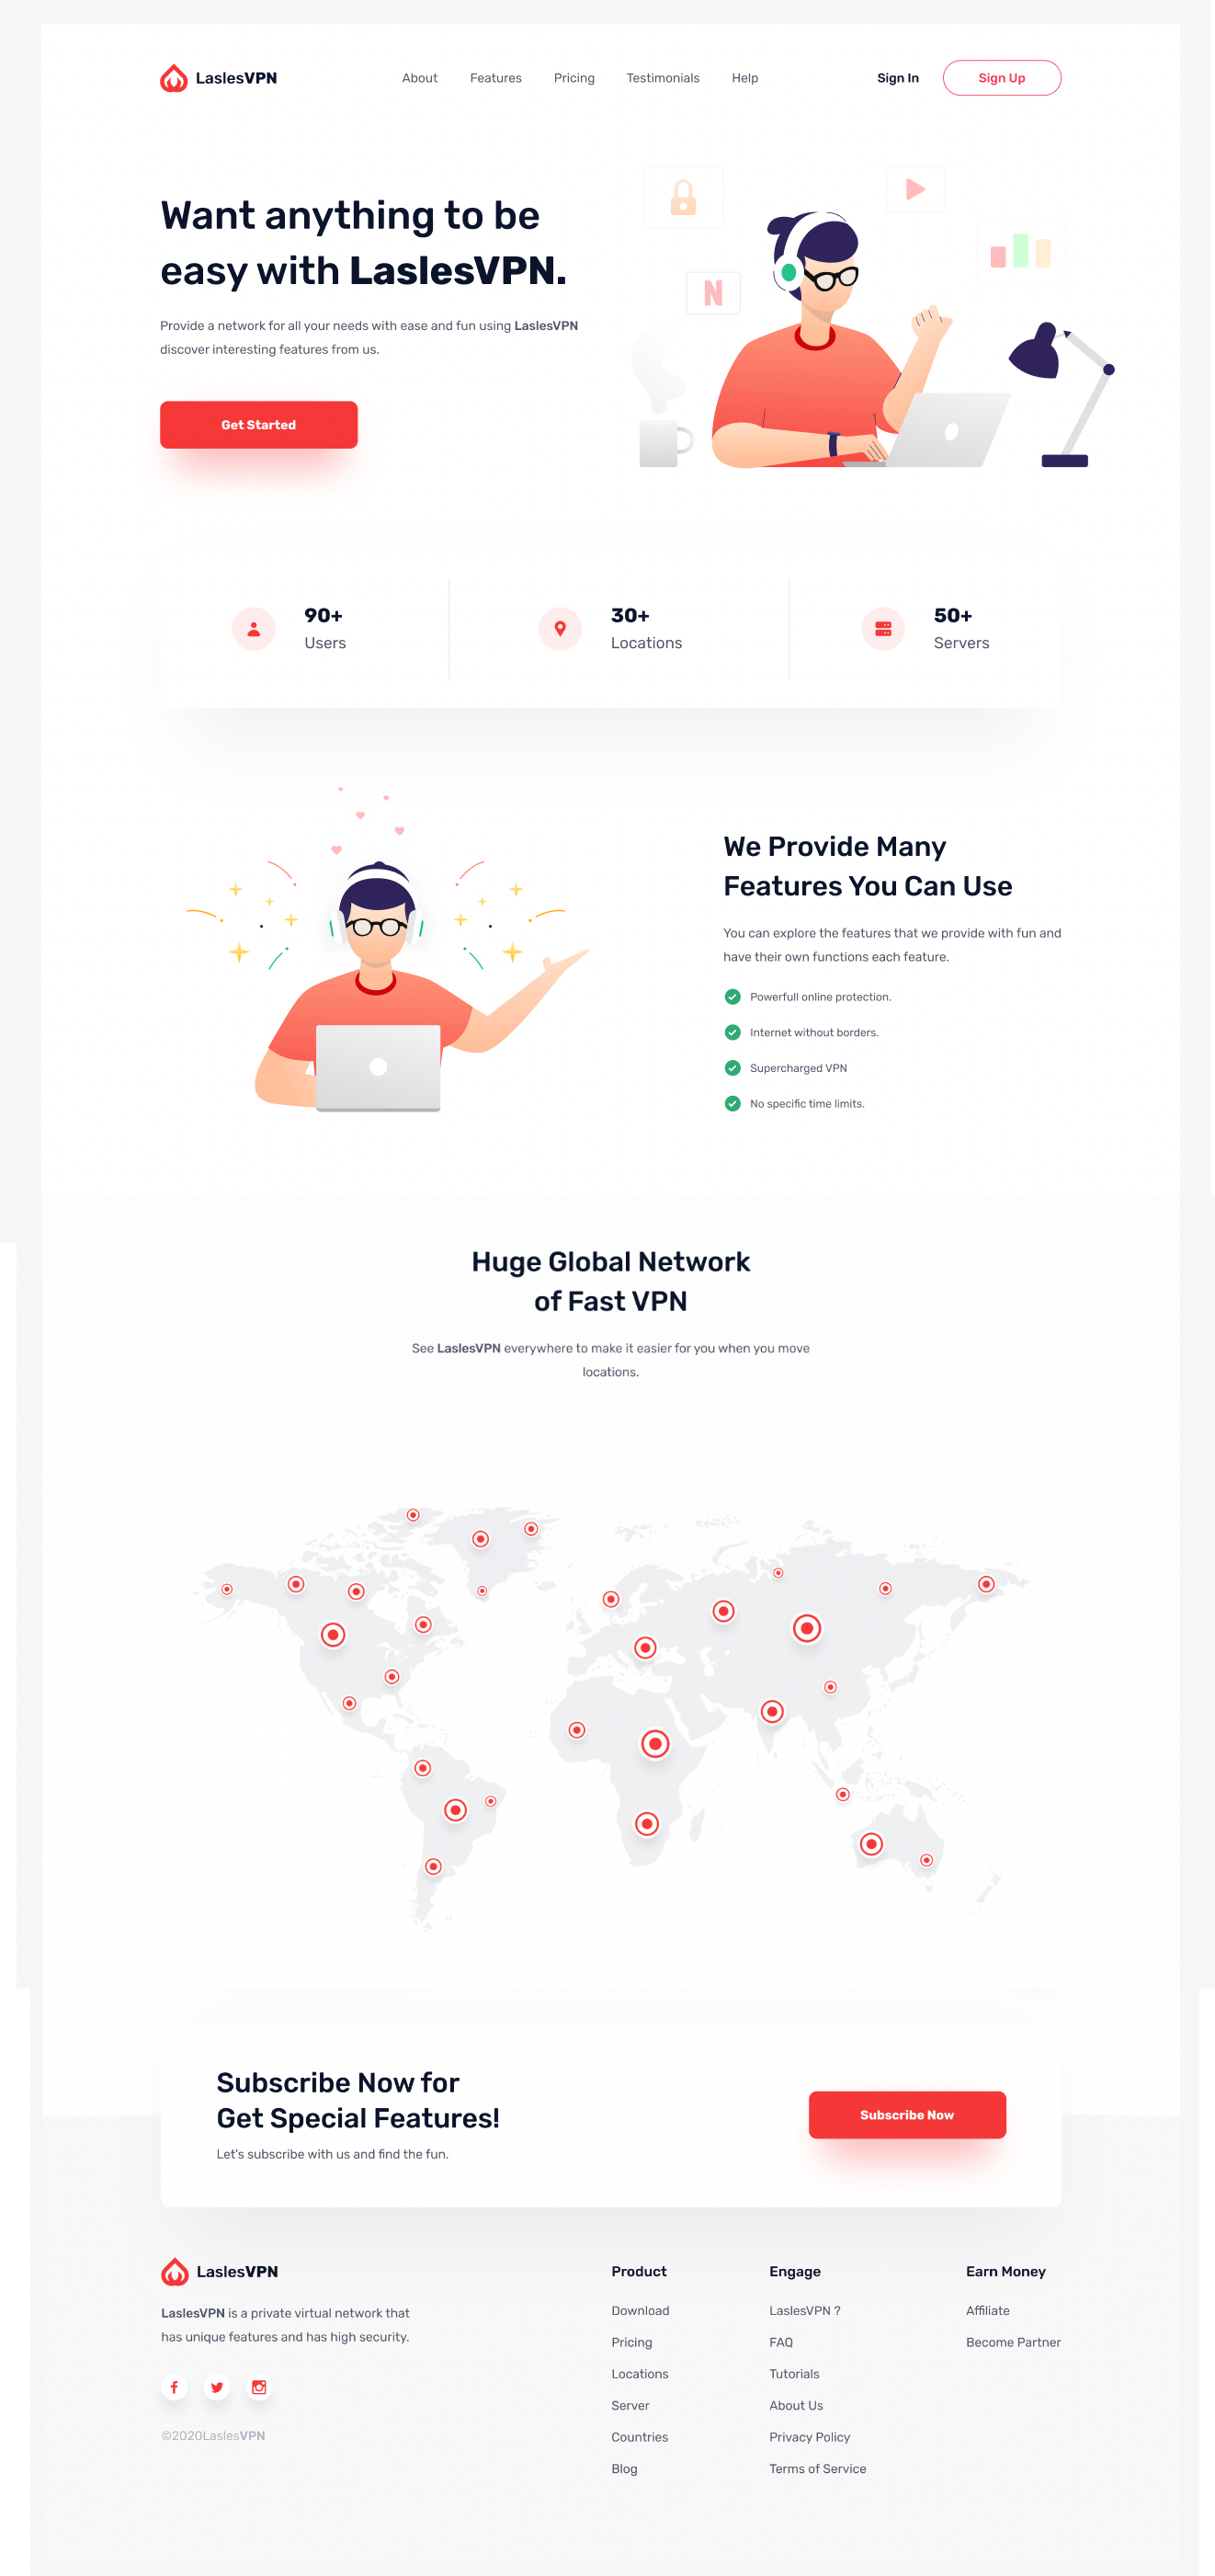 LaslesVPN
About Features Pricing Testimonials Help
Sign In
Sign Up
Want anything to be
easy with LaslesVPN.
Provide a network for all your needs with ease and fun using LaslesVPN
discover interesting features from us.
Get Started
N
90+
Users
30+
Locations
50+
Servers
We Provide Many
Features You Can Use
You can explore the features that we provide with fun and
have their own functions each feature.
Powerfull online protection.
Internet without borders.
Supercharged VPN
No specific time limits.
Huge Global Network
of Fast VPN
See LaslesVPN everywhere to make it easier for you when you move
locations.
Subscribe Now for
Get Special Features!
Let's subscribe with us and find the fun.
Subscribe Now
LaslesVPN
LaslesVPN is a private virtual network that
has unique features and has high security.
©2020LaslesVPN
Product
Download
Pricing
Locations
Server
Countries
Blog
Engage
LaslesVPN ?
FAQ
Tutorials
About Us
Privacy Policy
Terms of Service
Earn Money
Affiliate
Become Partner